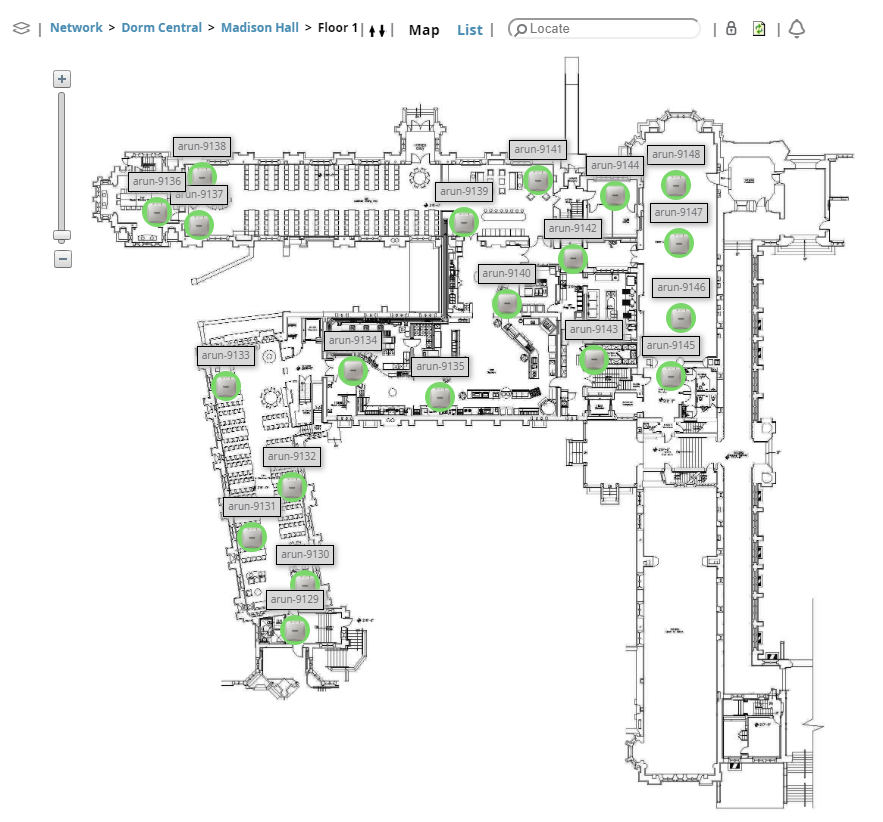 Network > Dorm Central > Madison Hall > Floor 1 | | Map List | Locate | |
arun-9138
arun-9141
arun-9144
arun-9148
arun-9136
arun-9137
arun-9139
arun-9147
arun-9142
arun-9140
arun-9146
arun-9143
arun-9134
arun-9145
arun-9133
arun-9135
arun-9132
arun-9131
arun-9130
arun-9129